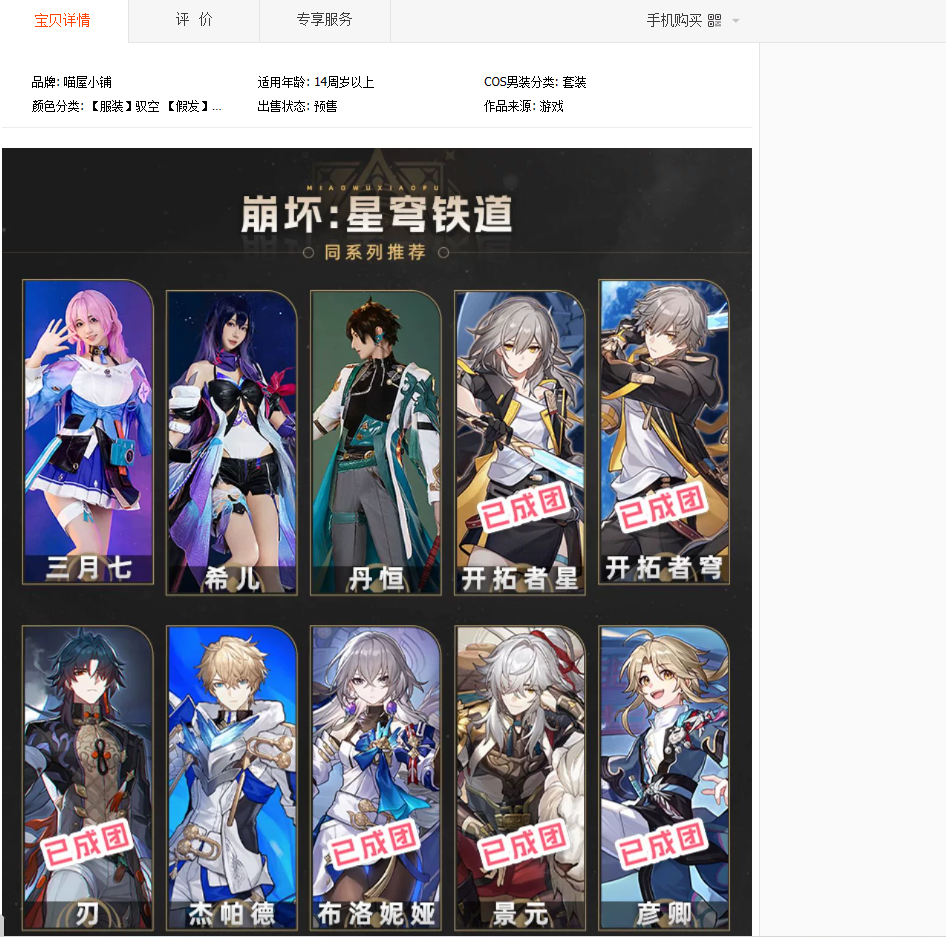 宝贝详情 评 价 专享服务 手机购买
品牌: 喵屋小铺 适用年龄: 14周岁以上 COS男装分类: 套装
颜色分类: 【服装】驭空 【假发】... 出售状态: 预售 作品来源: 游戏
MIAOWUXIAOPU
崩坏:星穹铁道
同系列推荐
已成团 已成团
三月七 希儿 丹恒 开拓者星 开拓者穹
已成团 已成团 已成团 已成团
刃 杰帕德 布洛妮娅 景元 彦卿